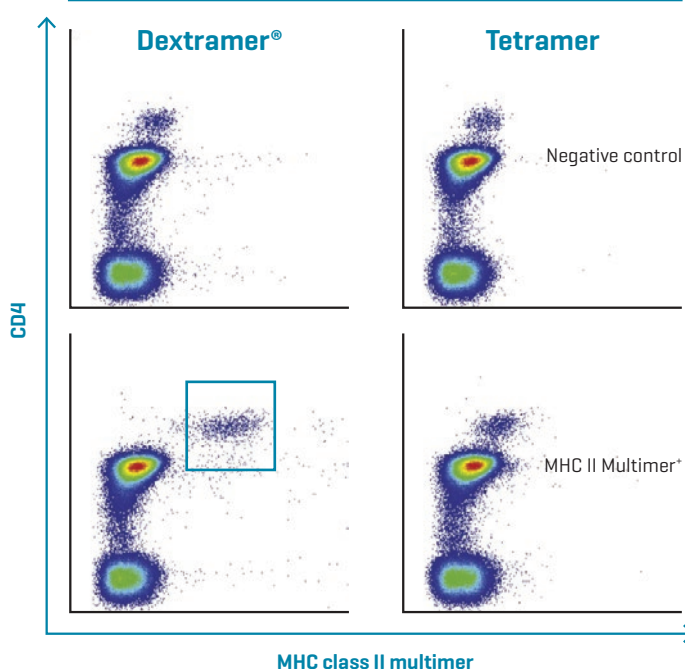 Dextramer®
Tetramer
Negative control
CD4
MHC II Multimer⁺
MHC class II multimer